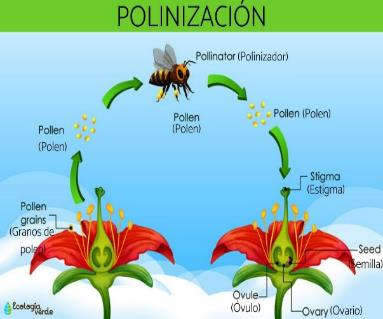 POLINIZACIÓN
Pollinator (Polinizador)
Pollen
(Polen)
Pollen (Polen)
Pollen
(Polen)
Stigma
(Estigma)
Pollen
grains
(Granos de
polen)
Seed
(Semilla)
Ovule
(Óvulo)
Ovary (Ovario)
Ecología
verde